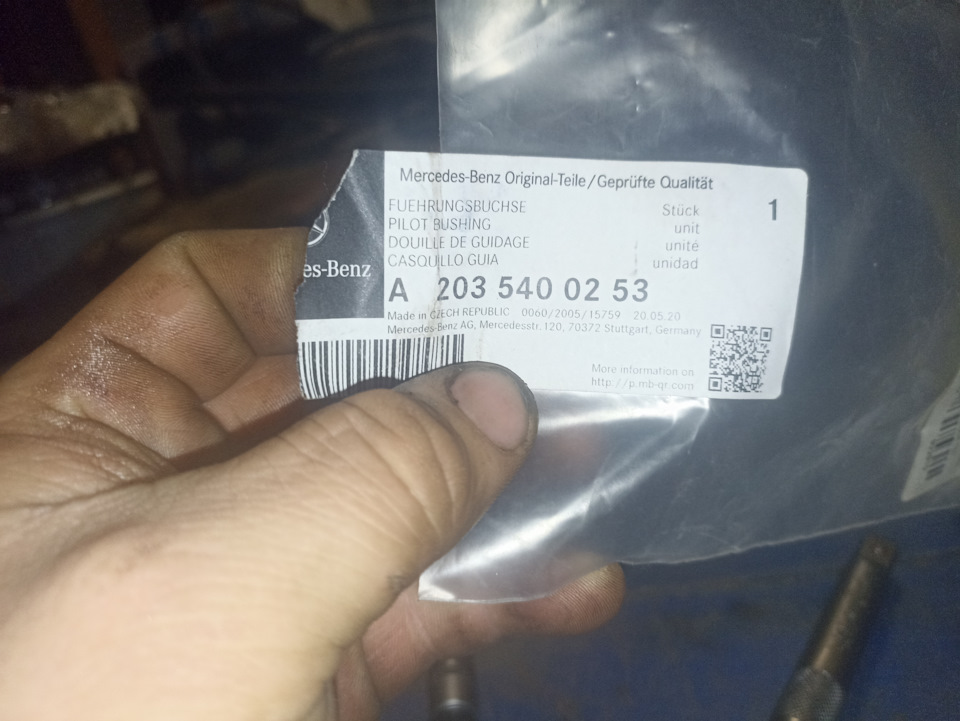 Mercedes-Benz Original-Teile/Geprüfte Qualität
FUEHRUNGSBUCHSE Stück 1
PILOT BUSHING unit
DOUILLE DE GUIDAGE unité
CASQUILLO GUIA unidad
es-Benz
A 203 540 02 53
Made in CZECH REPUBLIC 0060/2005/15759 20.05.20
Mercedes-Benz AG, Mercedesstr. 120, 70372 Stuttgart, Germany
More information on
http://p.mb-qr.com